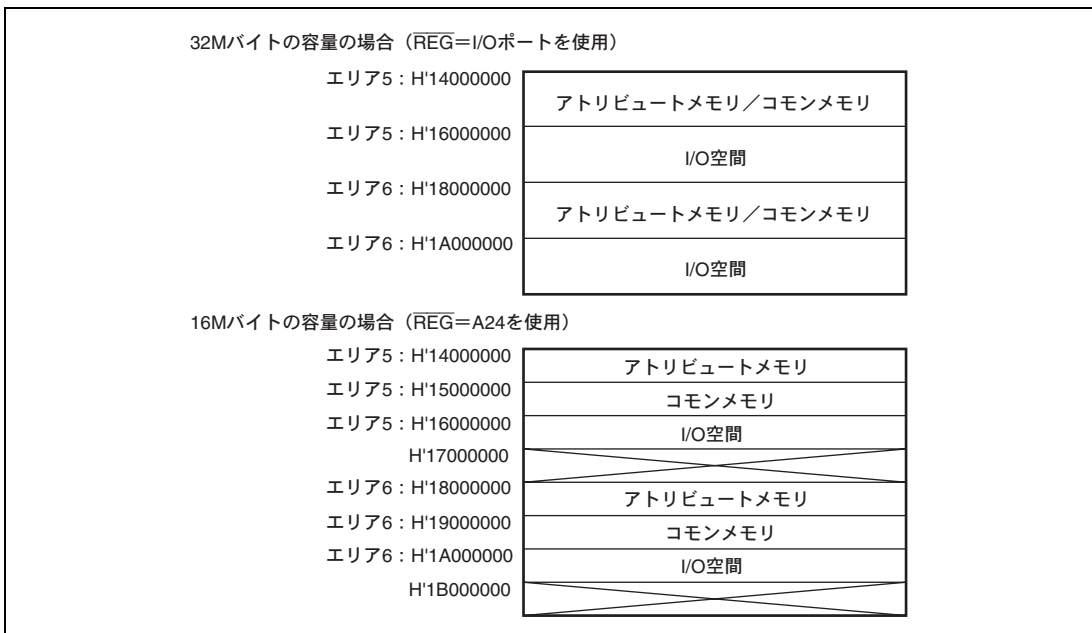 32Mバイトの容量の場合（REG＝I/Oポートを使用）
エリア5：H'14000000
アトリビュートメモリ／コモンメモリ
エリア5：H'16000000
I/O空間
エリア6：H'18000000
アトリビュートメモリ／コモンメモリ
エリア6：H'1A000000
I/O空間
16Mバイトの容量の場合（REG＝A24を使用）
エリア5：H'14000000
アトリビュートメモリ
エリア5：H'15000000
コモンメモリ
エリア5：H'16000000
I/O空間
H'17000000
エリア6：H'18000000
アトリビュートメモリ
エリア6：H'19000000
コモンメモリ
エリア6：H'1A000000
I/O空間
H'1B000000